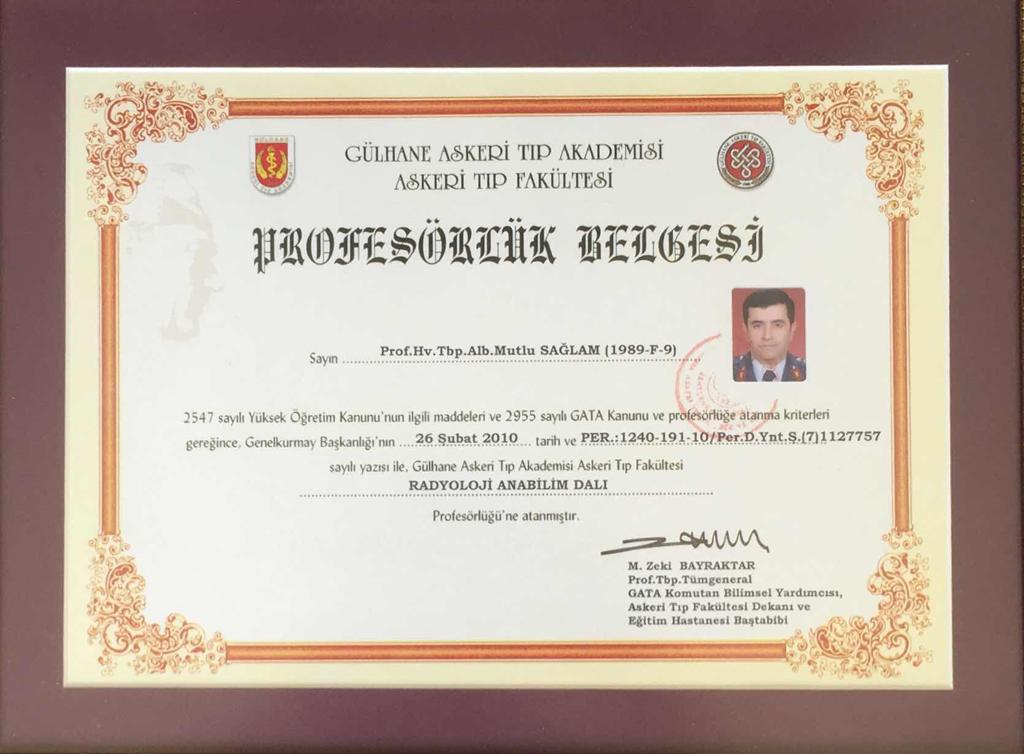 GÜLHANE ASKERİ TIP AKADEMİSİ
ASKERİ TIP FAKÜLTESİ
PROFESÖRLÜK BELGESİ
Sayın Prof.Hv.Tbp.Alb.Mutlu SAĞLAM (1989-F-9)
2547 sayılı Yüksek Öğretim Kanunu'nun ilgili maddeleri ve 2955 sayılı GATA Kanunu ve profesörlüğe atanma kriterleri
gereğince, Genelkurmay Başkanlığı'nın 26 Şubat 2010 tarih ve PER.:1240-191-10/Per.D.Ynt.Ş.(7)1127757
sayılı yazısı ile, Gülhane Askeri Tıp Akademisi Askeri Tıp Fakültesi
RADYOLOJİ ANABİLİM DALI
Profesörlüğü'ne atanmıştır.
M. Zeki BAYRAKTAR
Prof.Tbp.Tümgeneral
GATA Komutan Bilimsel Yardımcısı,
Askeri Tıp Fakültesi Dekanı ve
Eğitim Hastanesi Baştabibi